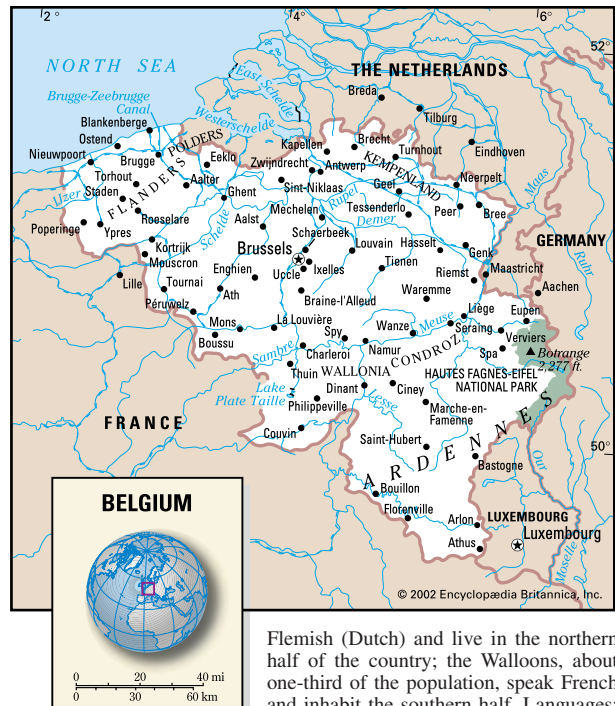 2° 4° 6°
52°
NORTH SEA
THE NETHERLANDS
East Schelde
Breda
Brugge-Zeebrugge
Canal
Westerschelde
Tilburg
Blankenberge
Ostend
POLDERS
Kapellen
Brecht
Nieuwpoort
Brugge
Eeklo
Zwijndrecht
Antwerp
Turnhout
Eindhoven
KEMPENLAND
Torhout
Aalter
Sint-Niklaas
Geel
Neerpelt
Maas
IJzer
Staden
FLANDERS
Ghent
Rupel
Mechelen
Tessenderlo
Peer
Bree
Roeselare
Schelde
Aalst
Demer
Poperinge
Ypres
Schaerbeek
GERMANY
Kortrijk
Brussels
Louvain
Hasselt
Genk
Ruhr
Mouscron
Enghien
Uccle
Ixelles
Tienen
Riemst
Maastricht
Lille
Tournai
Ath
Braine-l'Alleud
Waremme
Aachen
Péruwelz
Liège
Eupen
Mons
La Louvière
Spy
Wanze
Meuse
Seraing
Verviers
Boussu
Sambre
Charleroi
Namur
CONDROZ
Spa
Botrange
2,277 ft.
Thuin
WALLONIA
HAUTES FAGNES-EIFEL
NATIONAL PARK
Lake
Plate Taille
Dinant
Lesse
Ciney
Philippeville
Marche-en-
Famenne
FRANCE
Couvin
Saint-Hubert
ARDENNES
50°
Our
Bastogne
Bouillon
BELGIUM
Florenville
LUXEMBOURG
Arlon
Luxembourg
Athus
Moselle
© 2002 Encyclopædia Britannica, Inc.
0 20 40 mi
0 30 60 km
Flemish (Dutch) and live in the northern
half of the country; the Walloons, about
one-third of the population, speak French
and inhabit the southern half. Languages: